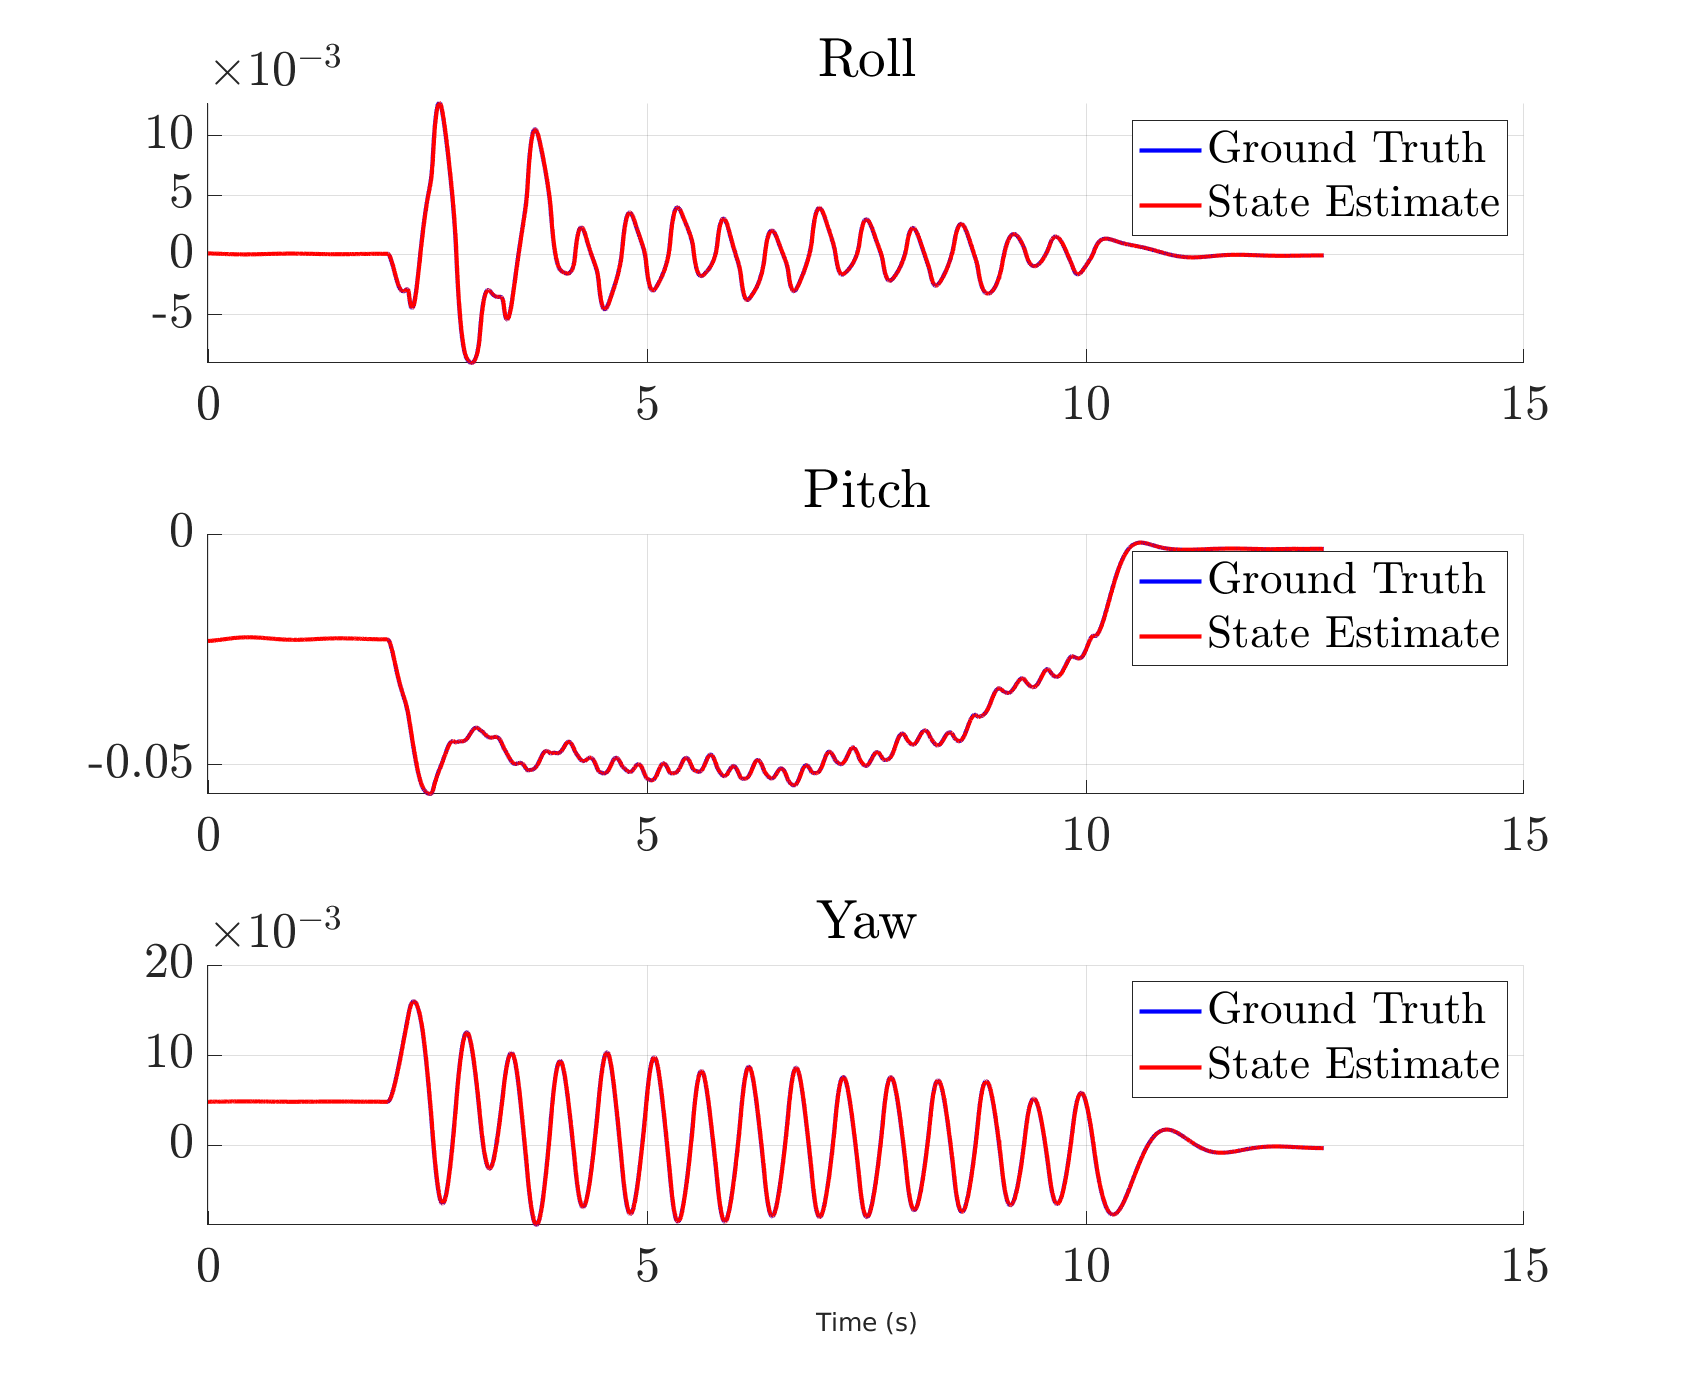 Roll
×10⁻³
10
5
0
-5
Ground Truth
State Estimate
0 5 10 15
Pitch
0
-0.05
Ground Truth
State Estimate
0 5 10 15
Yaw
×10⁻³
20
10
0
Ground Truth
State Estimate
0 5 10 15
Time (s)